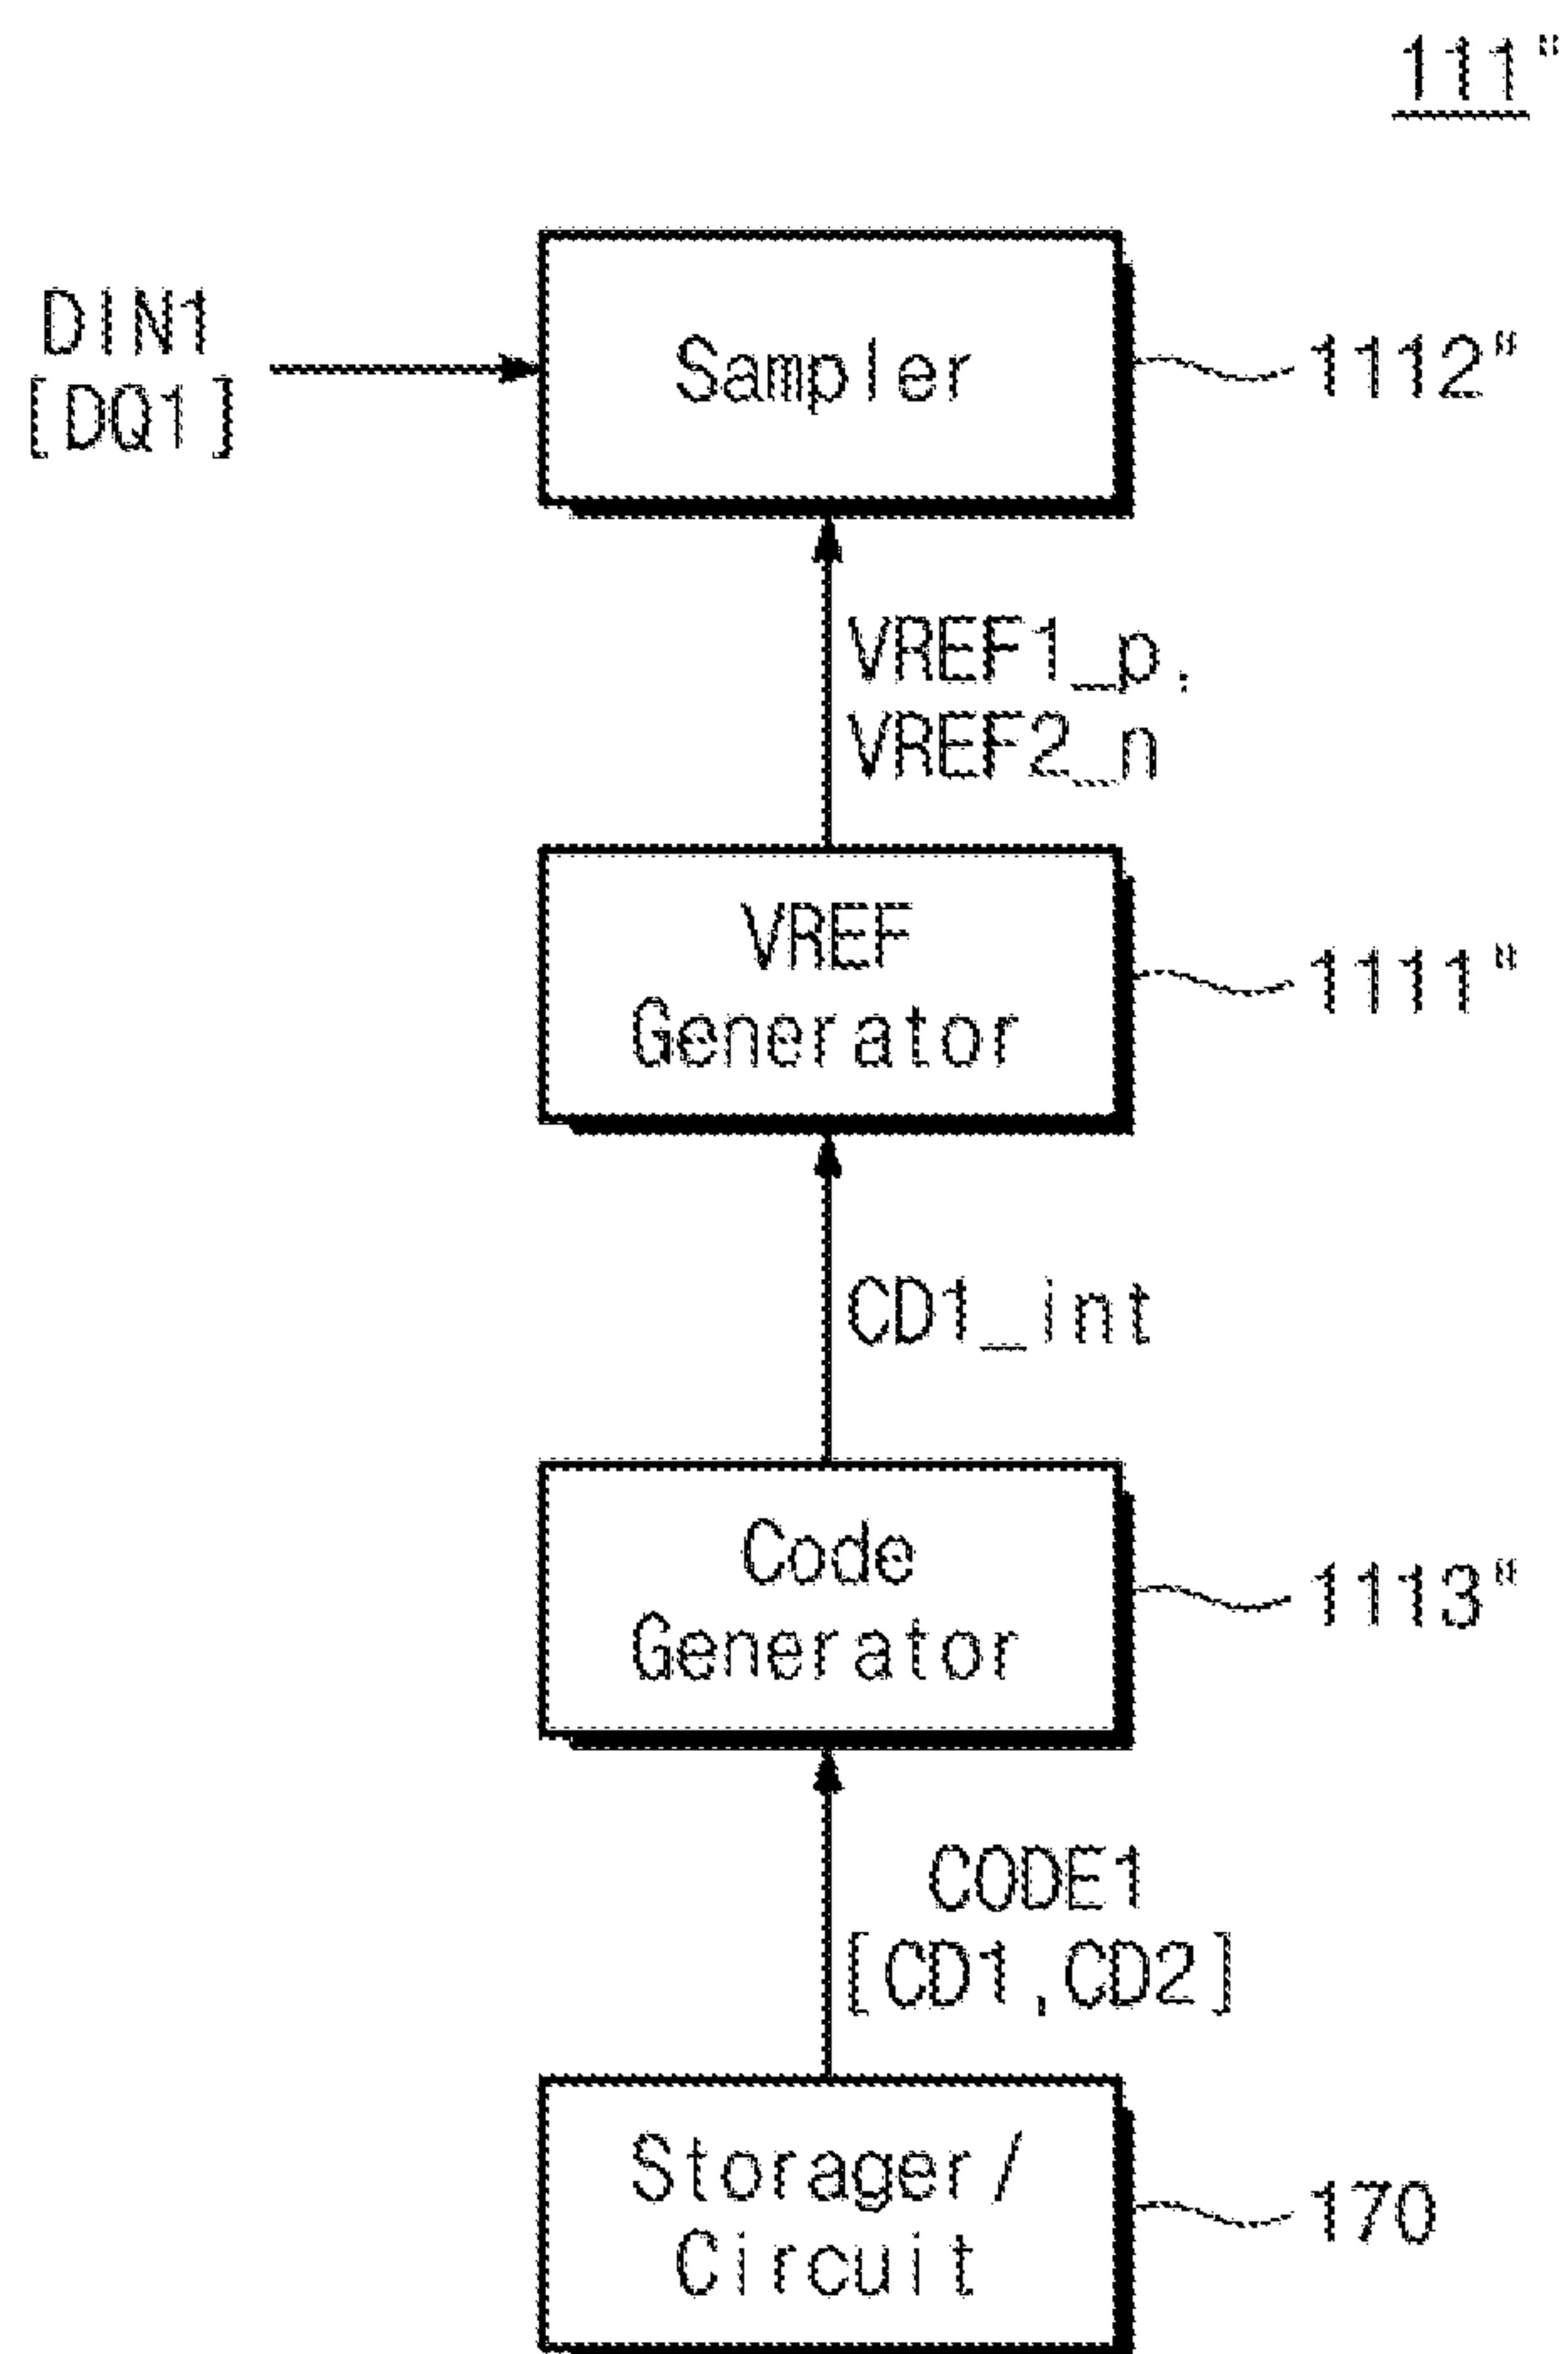 111"
DIN1
[DQ1]
Sampler
1112"
VREF1_p,
VREF2_n
VREF
Generator
1111"
CD1_int
Code
Generator
1113"
CODE1
[CD1,CD2]
Storager/
Circuit
170